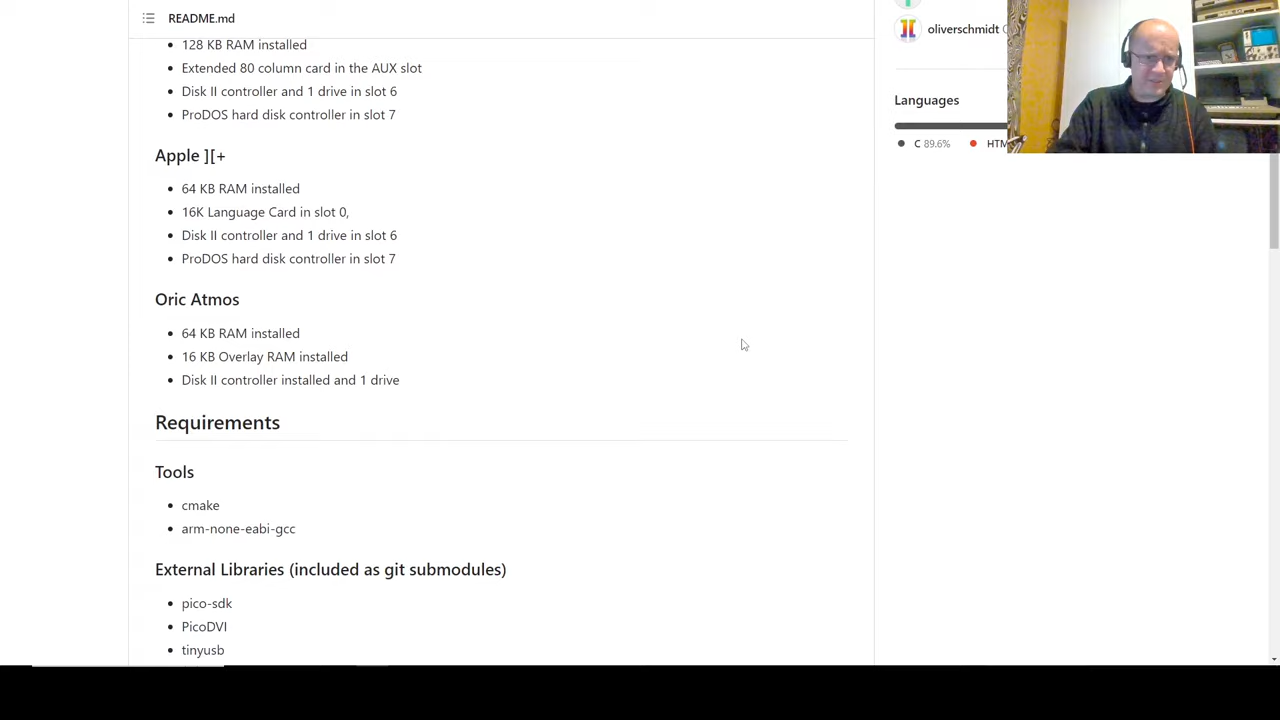 README.md
128 KB RAM installed
Extended 80 column card in the AUX slot
Disk II controller and 1 drive in slot 6
ProDOS hard disk controller in slot 7
Apple ][+
64 KB RAM installed
16K Language Card in slot 0,
Disk II controller and 1 drive in slot 6
ProDOS hard disk controller in slot 7
Oric Atmos
64 KB RAM installed
16 KB Overlay RAM installed
Disk II controller installed and 1 drive
Requirements
Tools
cmake
arm-none-eabi-gcc
External Libraries (included as git submodules)
pico-sdk
PicoDVI
tinyusb
oliverschmidt
Languages
C 89.6%
HTM